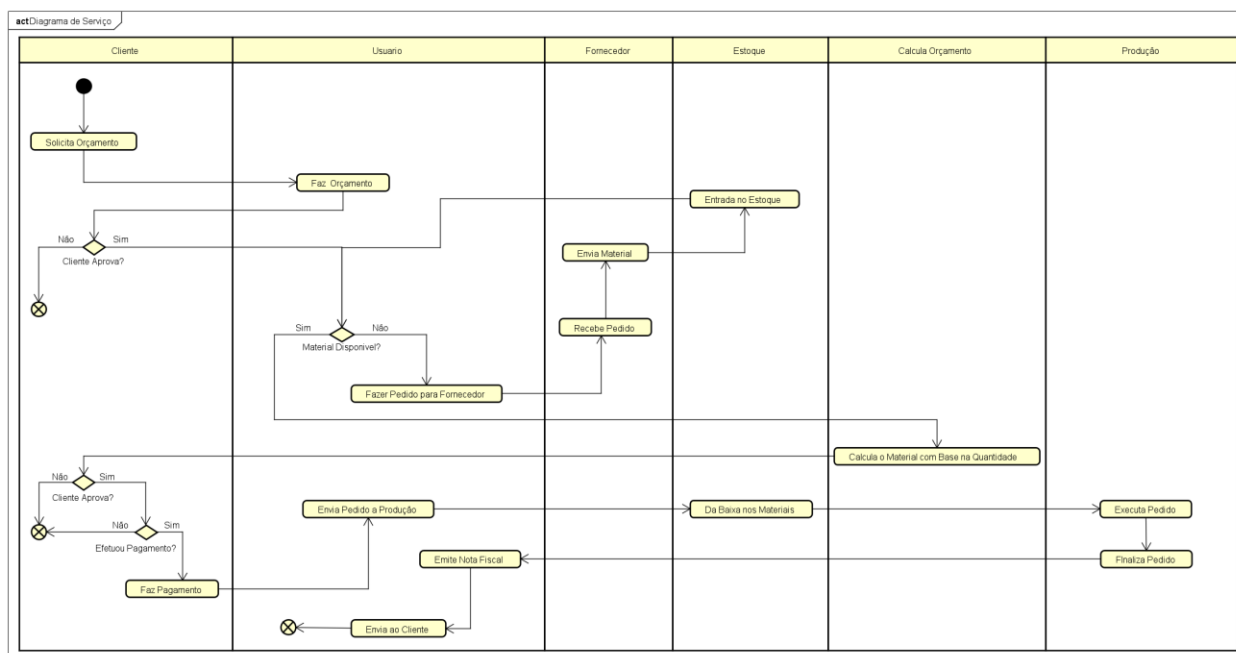 act Diagrama de Serviço
Cliente
Usuario
Fornecedor
Estoque
Calcula Orçamento
Produção
Solicita Orçamento
Faz Orçamento
Entrada no Estoque
Não
Sim
Cliente Aprova?
Envia Material
Sim
Não
Material Disponivel?
Recebe Pedido
Fazer Pedido para Fornecedor
Calcula o Material com Base na Quantidade
Não
Sim
Cliente Aprova?
Envia Pedido a Produção
Da Baixa nos Materiais
Executa Pedido
Não
Sim
Efetuou Pagamento?
Emite Nota Fiscal
FInaliza Pedido
Faz Pagamento
Envia ao Cliente